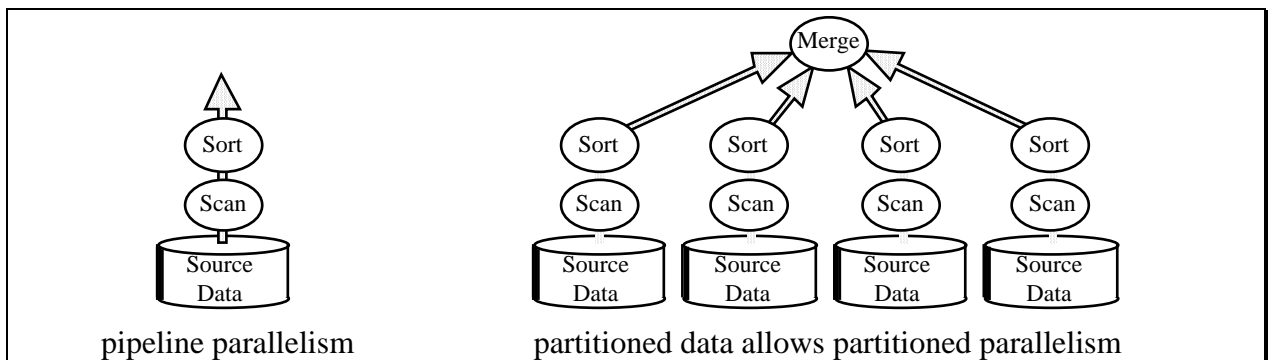 Merge
Sort
Sort
Sort
Sort
Sort
Scan
Scan
Scan
Scan
Scan
Source
Data
Source
Data
Source
Data
Source
Data
Source
Data
pipeline parallelism
partitioned data allows partitioned parallelism